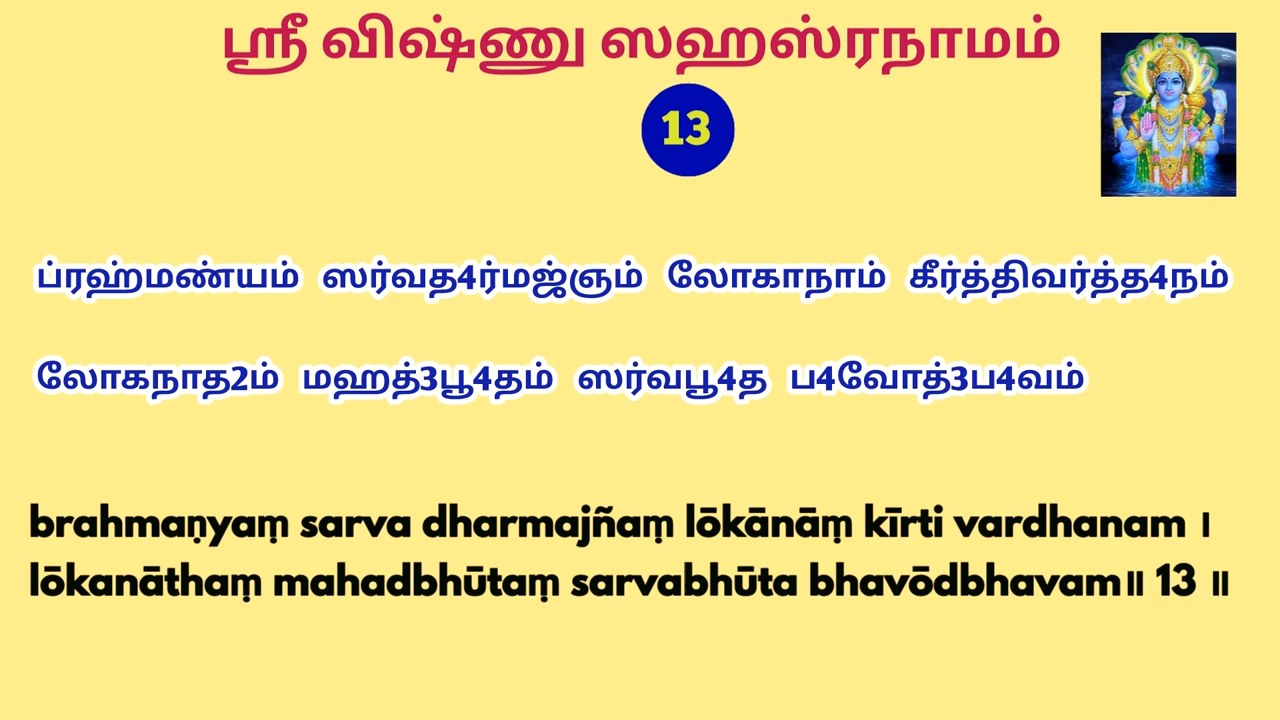 ஸ்ரீ விஷ்ணு ஸஹஸ்ரநாமம்
13
ப்ரஹ்மண்யம் ஸர்வத4ர்மஜ்ஞம் லோகாநாம் கீர்த்திவர்த்த4நம்
லோகநாத2ம் மஹத்3பூ4தம் ஸர்வபூ4த ப4வோத்3ப4வம்
brahmaṇyaṃ sarva dharmajñaṃ lōkānāṃ kīrti vardhanam ।
lōkanāthaṃ mahadbhūtaṃ sarvabhūta bhavōdbhavam॥ 13 ॥